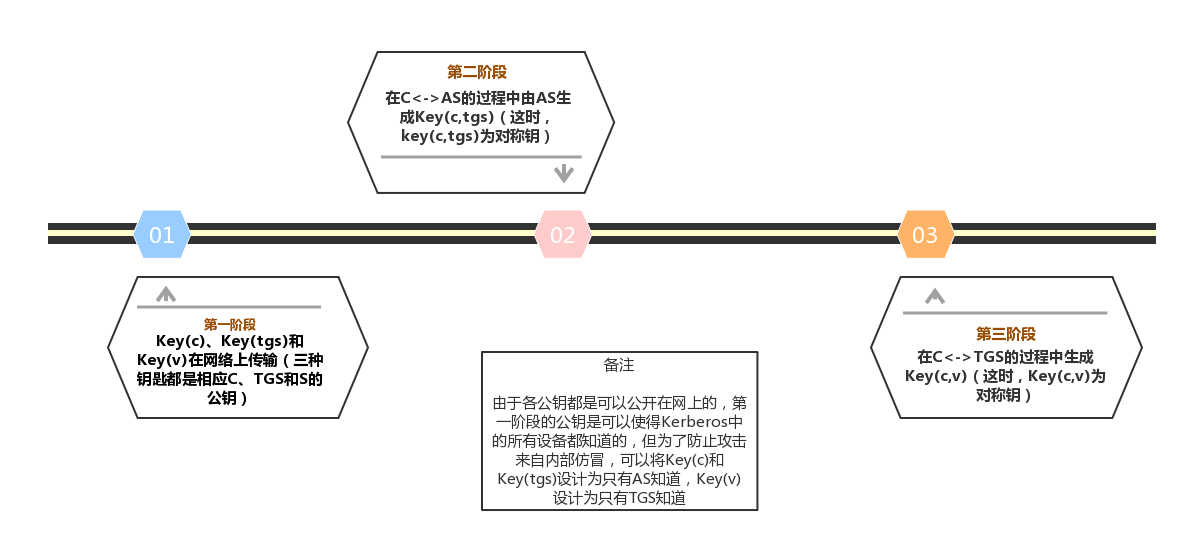 第二阶段
在C<->AS的过程中由AS生
成Key(c,tgs)（这时，
key(c,tgs)为对称钥）
01
02
03
第一阶段
Key(c)、Key(tgs)和
Key(v)在网络上传输（三种
钥匙都是相应C、TGS和S的
公钥）
备注
由于各公钥都是可以公开在网上的，第
一阶段的公钥是可以使得Kerberos中
的所有设备都知道的，但为了防止攻击
来自内部仿冒，可以将Key(c)和
Key(tgs)设计为只有AS知道，Key(v)
设计为只有TGS知道
第三阶段
在C<->TGS的过程中生成
Key(c,v)（这时，Key(c,v)为
对称钥）